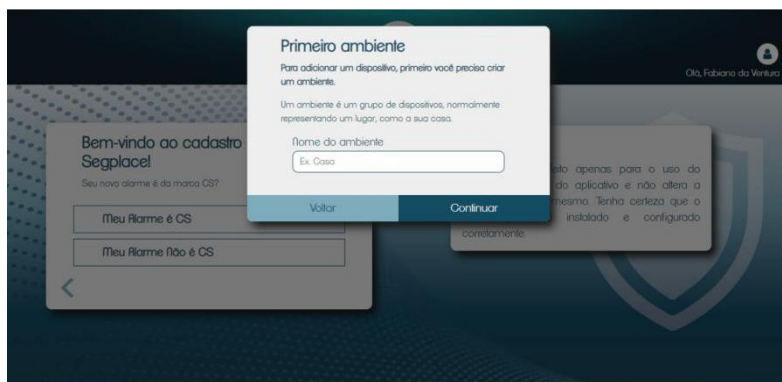 Primeiro ambiente
Para adicionar um dispositivo, primeiro você precisa criar
um ambiente.
Um ambiente é um grupo de dispositivos, normalmente
representando um lugar, como a sua casa.
Nome do ambiente
Ex. Casa
Voltar
Continuar
Olá, Fabiano da Ventura
Bem-vindo ao cadastro
Segplace!
Seu novo alarme é da marca CS?
Meu Alarme é CS
Meu Alarme Não é CS
apenas para o uso do
do aplicativo e não altera a
mesmo. Tenha certeza que o
instalado e configurado
corretamente.